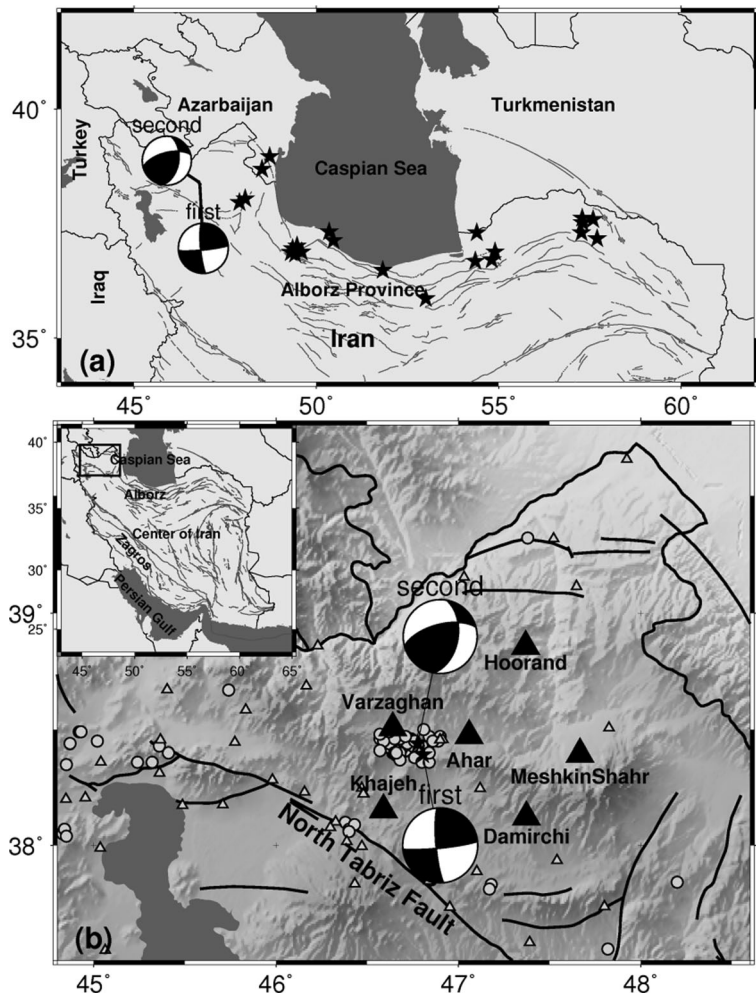 40°
Azarbaijan
Turkmenistan
second
Turkey
Caspian Sea
first
Iraq
Alborz Province
Iran
35°
(a)
45°
50°
55°
60°
40°
Caspian Sea
35°
Alborz
Center of Iran
Zagros
30°
Persian Gulf
25°
45°
50°
55°
60°
65°
39°
second
Hoorand
Varzaghan
Ahar
MeshkinShahr
Khajeh
first
Damirchi
38°
North Tabriz Fault
(b)
45°
46°
47°
48°